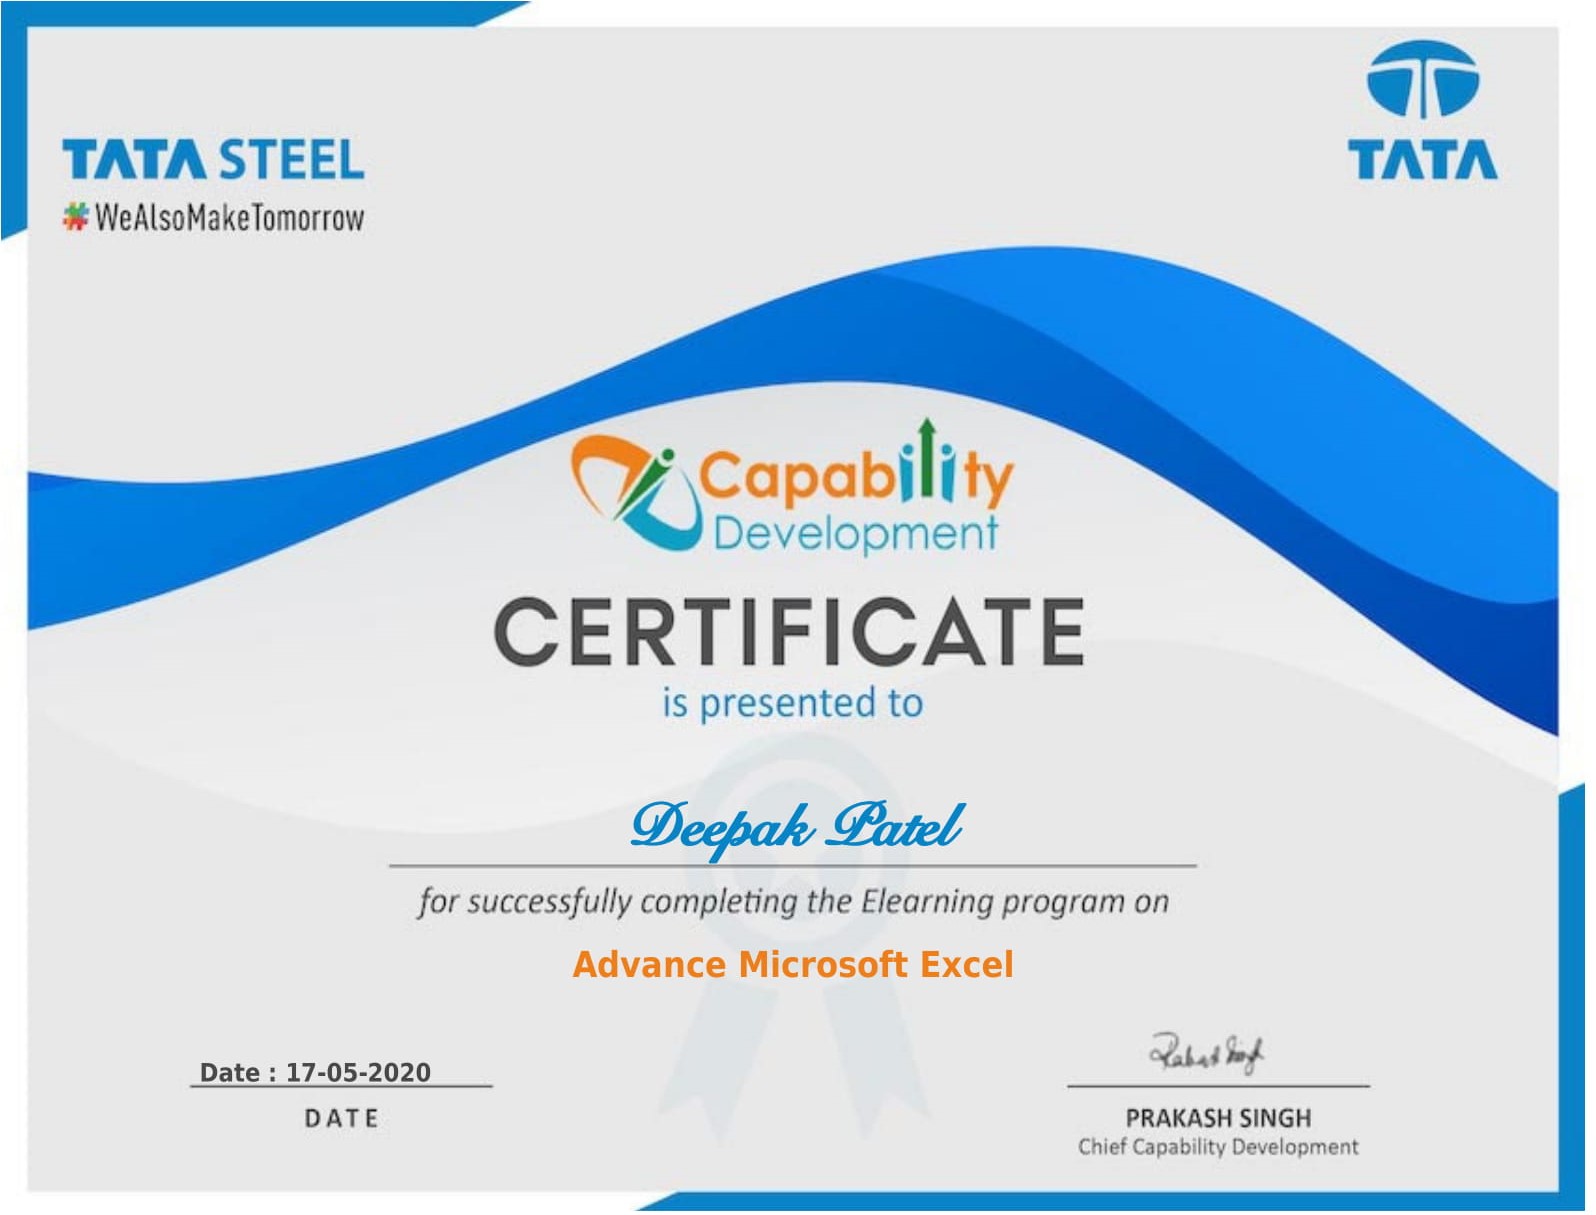 TATA STEEL
#WeAlsoMakeTomorrow
TATA
Capability
Development
CERTIFICATE
is presented to
Deepak Patel
for successfully completing the Elearning program on
Advance Microsoft Excel
Date : 17-05-2020
DATE
Prakash Singh
PRAKASH SINGH
Chief Capability Development